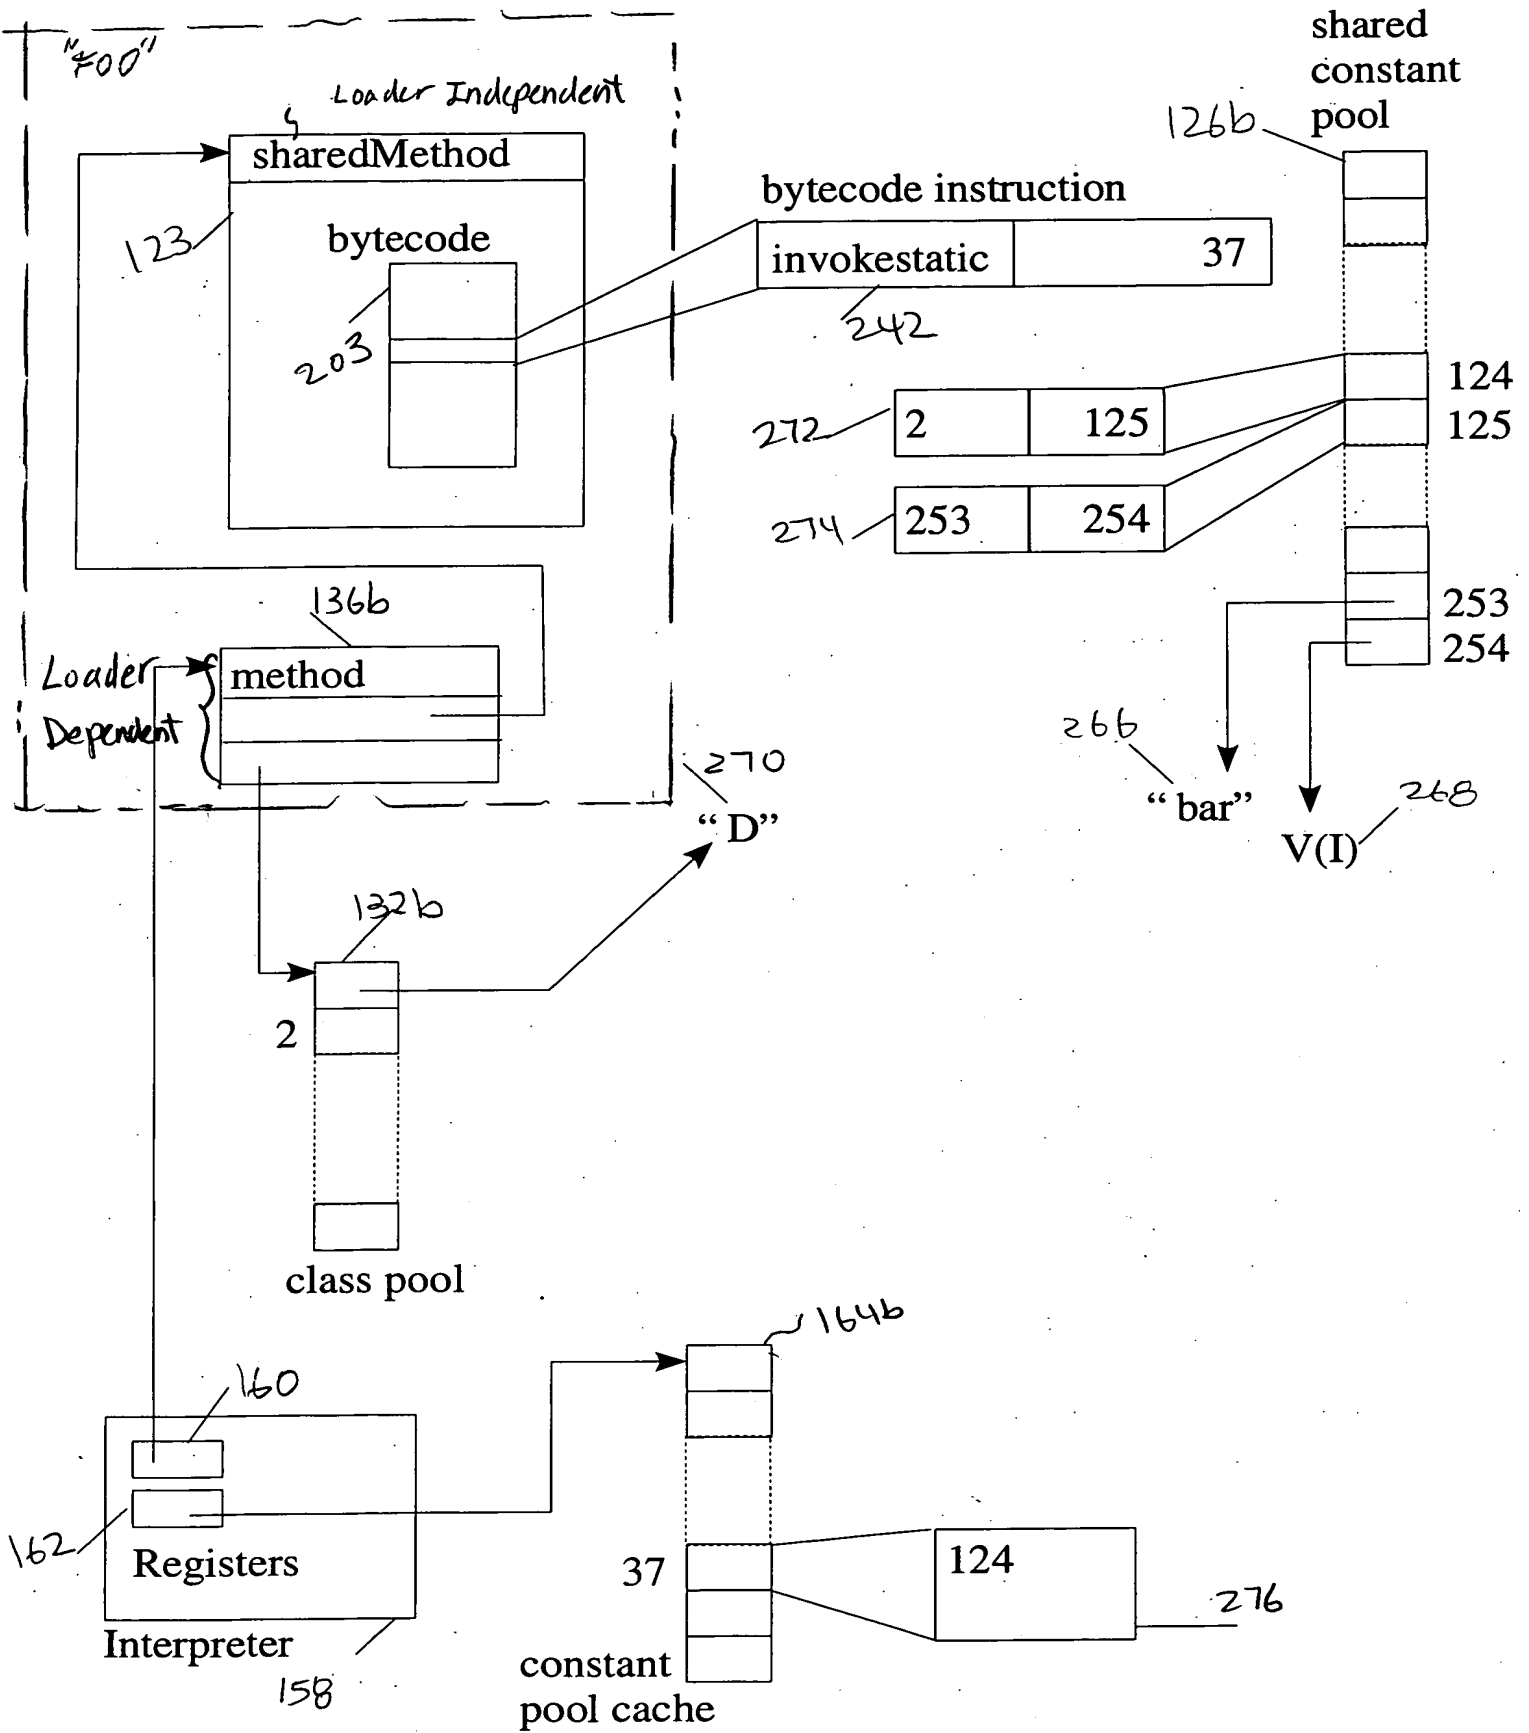 "FOO"
Loader Independent
sharedMethod
123
bytecode
203
bytecode instruction
invokestatic 37
242
shared
constant
pool
126b
124
125
272
2 125
274
253 254
253
254
266
"bar"
V(I)
268
136b
Loader
Dependent
method
270
"D"
132b
2
class pool
160
162
Registers
Interpreter
158
164b
37
124
276
constant
pool cache